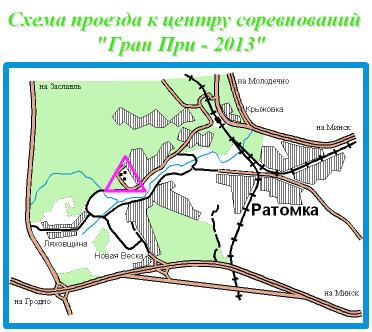 Схема проезда к центру соревнований
"Гран При - 2013"
на Заславль
на Молодечно
Крыжовка
на Минск
Ратомка
Ляховщина
Новая Веска
на Гродно
на Минск